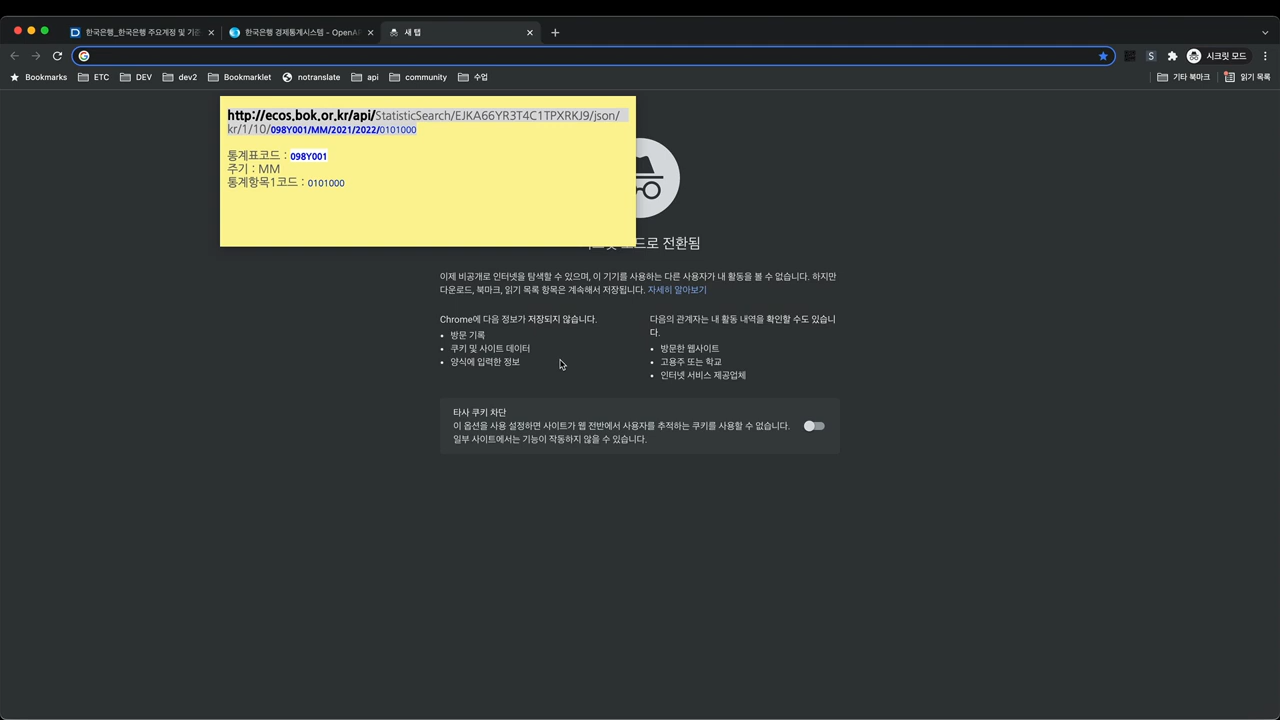 한국은행_한국은행 주요계정 및 기준
한국은행 경제통계시스템 - OpenAP
새 탭
시크릿 모드
Bookmarks ETC DEV dev2 Bookmarklet notranslate api community 수업 기타 북마크 읽기 목록
http://ecos.bok.or.kr/api/StatisticSearch/EJKA66YR3T4C1TPXRKJ9/json/
kr/1/10/098Y001/MM/2021/2022/0101000
통계표코드 : 098Y001
주기 : MM
통계항목1코드 : 0101000
드로 전환됨
이제 비공개로 인터넷을 탐색할 수 있으며, 이 기기를 사용하는 다른 사용자가 내 활동을 볼 수 없습니다. 하지만
다운로드, 북마크, 읽기 목록 항목은 계속해서 저장됩니다. 자세히 알아보기
Chrome에 다음 정보가 저장되지 않습니다.
• 방문 기록
• 쿠키 및 사이트 데이터
• 양식에 입력한 정보
다음의 관계자는 내 활동 내역을 확인할 수도 있습니
다.
• 방문한 웹사이트
• 고용주 또는 학교
• 인터넷 서비스 제공업체
타사 쿠키 차단
이 옵션을 사용 설정하면 사이트가 웹 전반에서 사용자를 추적하는 쿠키를 사용할 수 없습니다.
일부 사이트에서는 기능이 작동하지 않을 수 있습니다.